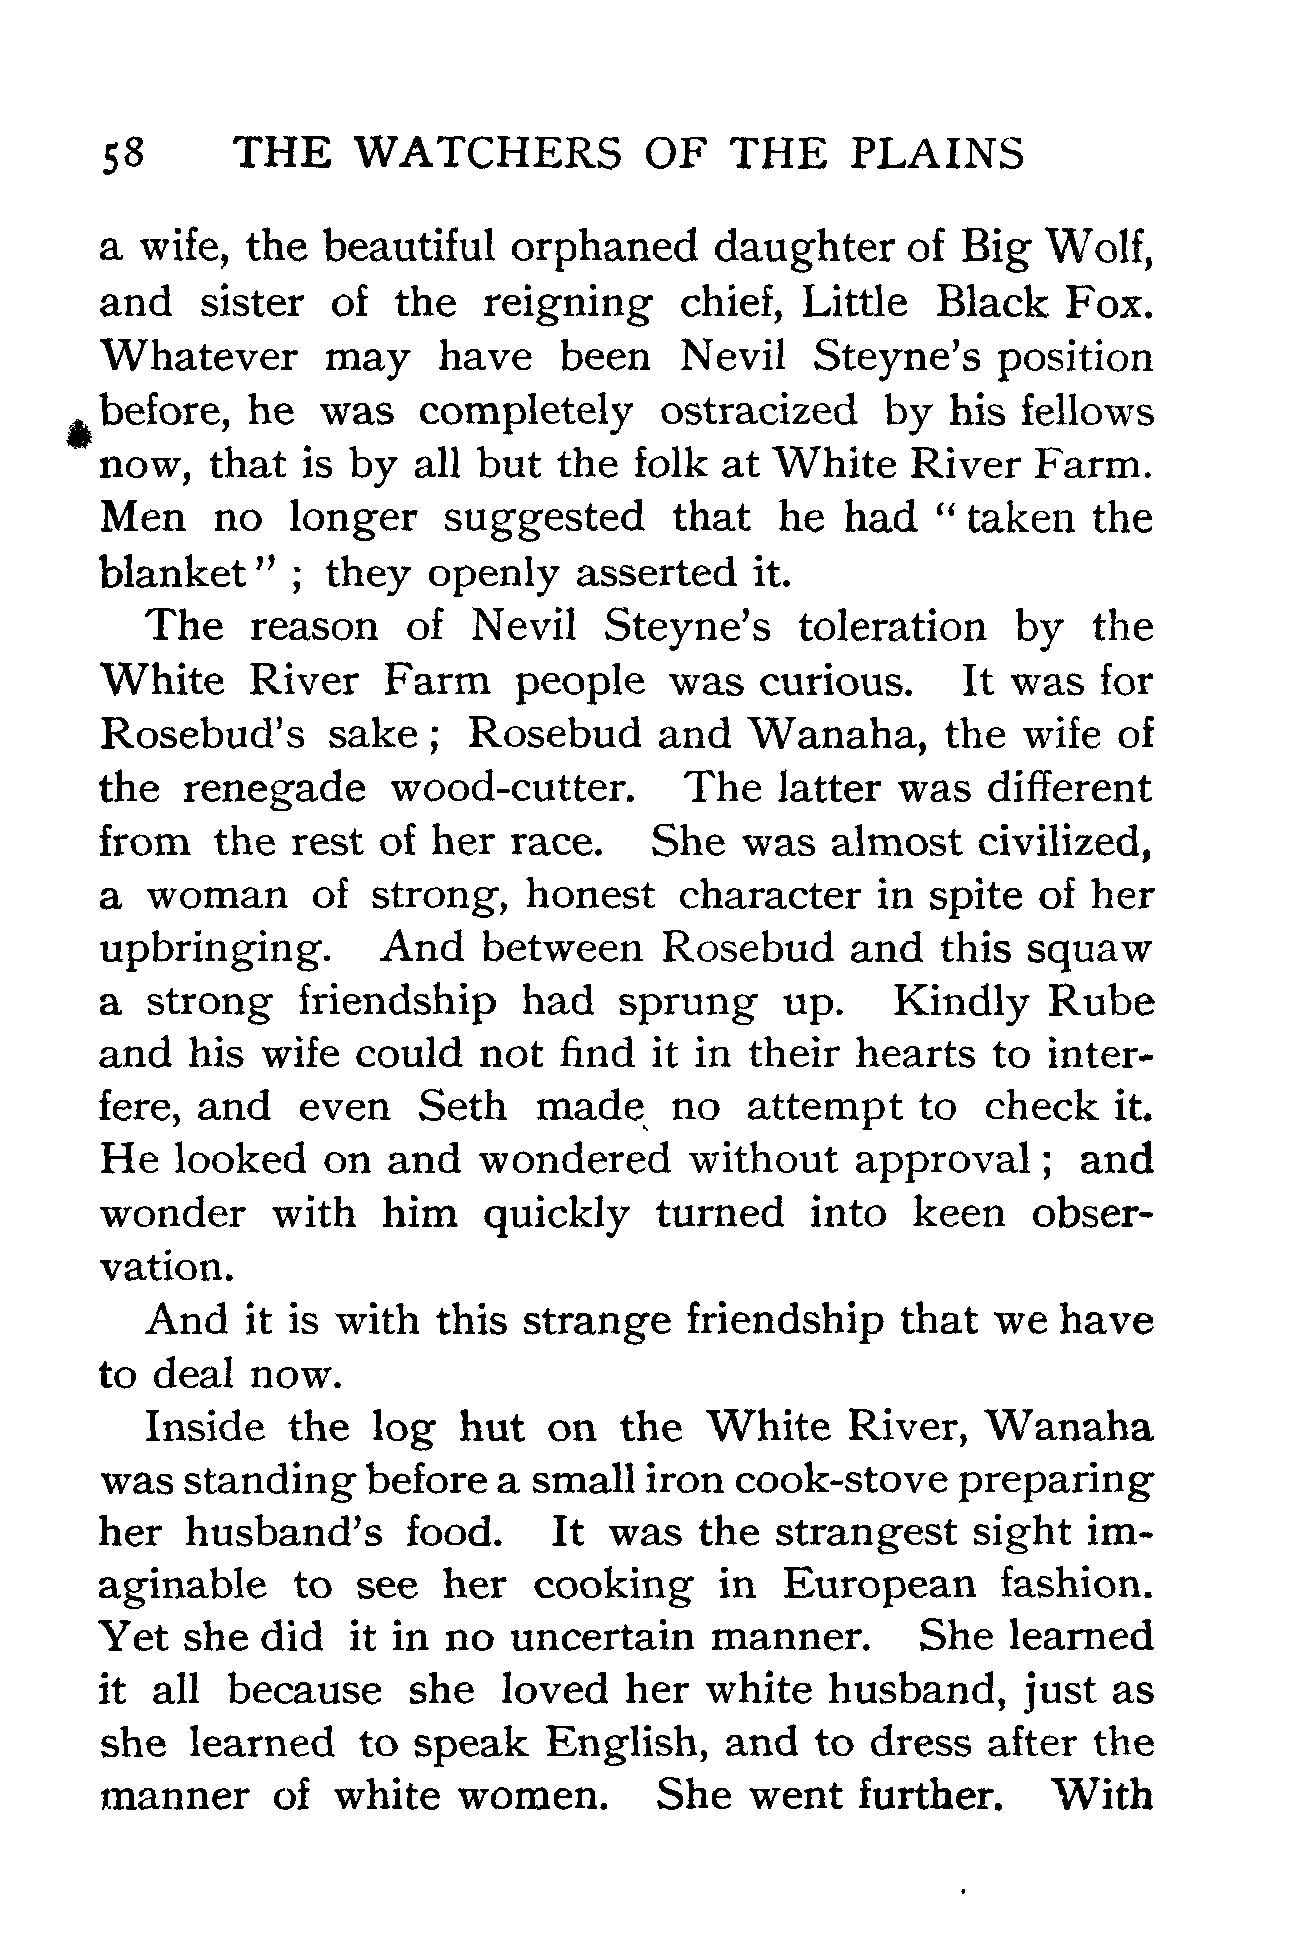 58 THE WATCHERS OF THE PLAINS
a wife, the beautiful orphaned daughter of Big Wolf,
and sister of the reigning chief, Little Black Fox.
Whatever may have been Nevil Steyne's position
before, he was completely ostracized by his fellows
now, that is by all but the folk at White River Farm.
Men no longer suggested that he had “ taken the
blanket ” ; they openly asserted it.
The reason of Nevil Steyne's toleration by the
White River Farm people was curious. It was for
Rosebud's sake ; Rosebud and Wanaha, the wife of
the renegade wood-cutter. The latter was different
from the rest of her race. She was almost civilized,
a woman of strong, honest character in spite of her
upbringing. And between Rosebud and this squaw
a strong friendship had sprung up. Kindly Rube
and his wife could not find it in their hearts to inter-
fere, and even Seth made no attempt to check it.
He looked on and wondered without approval ; and
wonder with him quickly turned into keen obser-
vation.
And it is with this strange friendship that we have
to deal now.
Inside the log hut on the White River, Wanaha
was standing before a small iron cook-stove preparing
her husband's food. It was the strangest sight im-
aginable to see her cooking in European fashion.
Yet she did it in no uncertain manner. She learned
it all because she loved her white husband, just as
she learned to speak English, and to dress after the
manner of white women. She went further. With